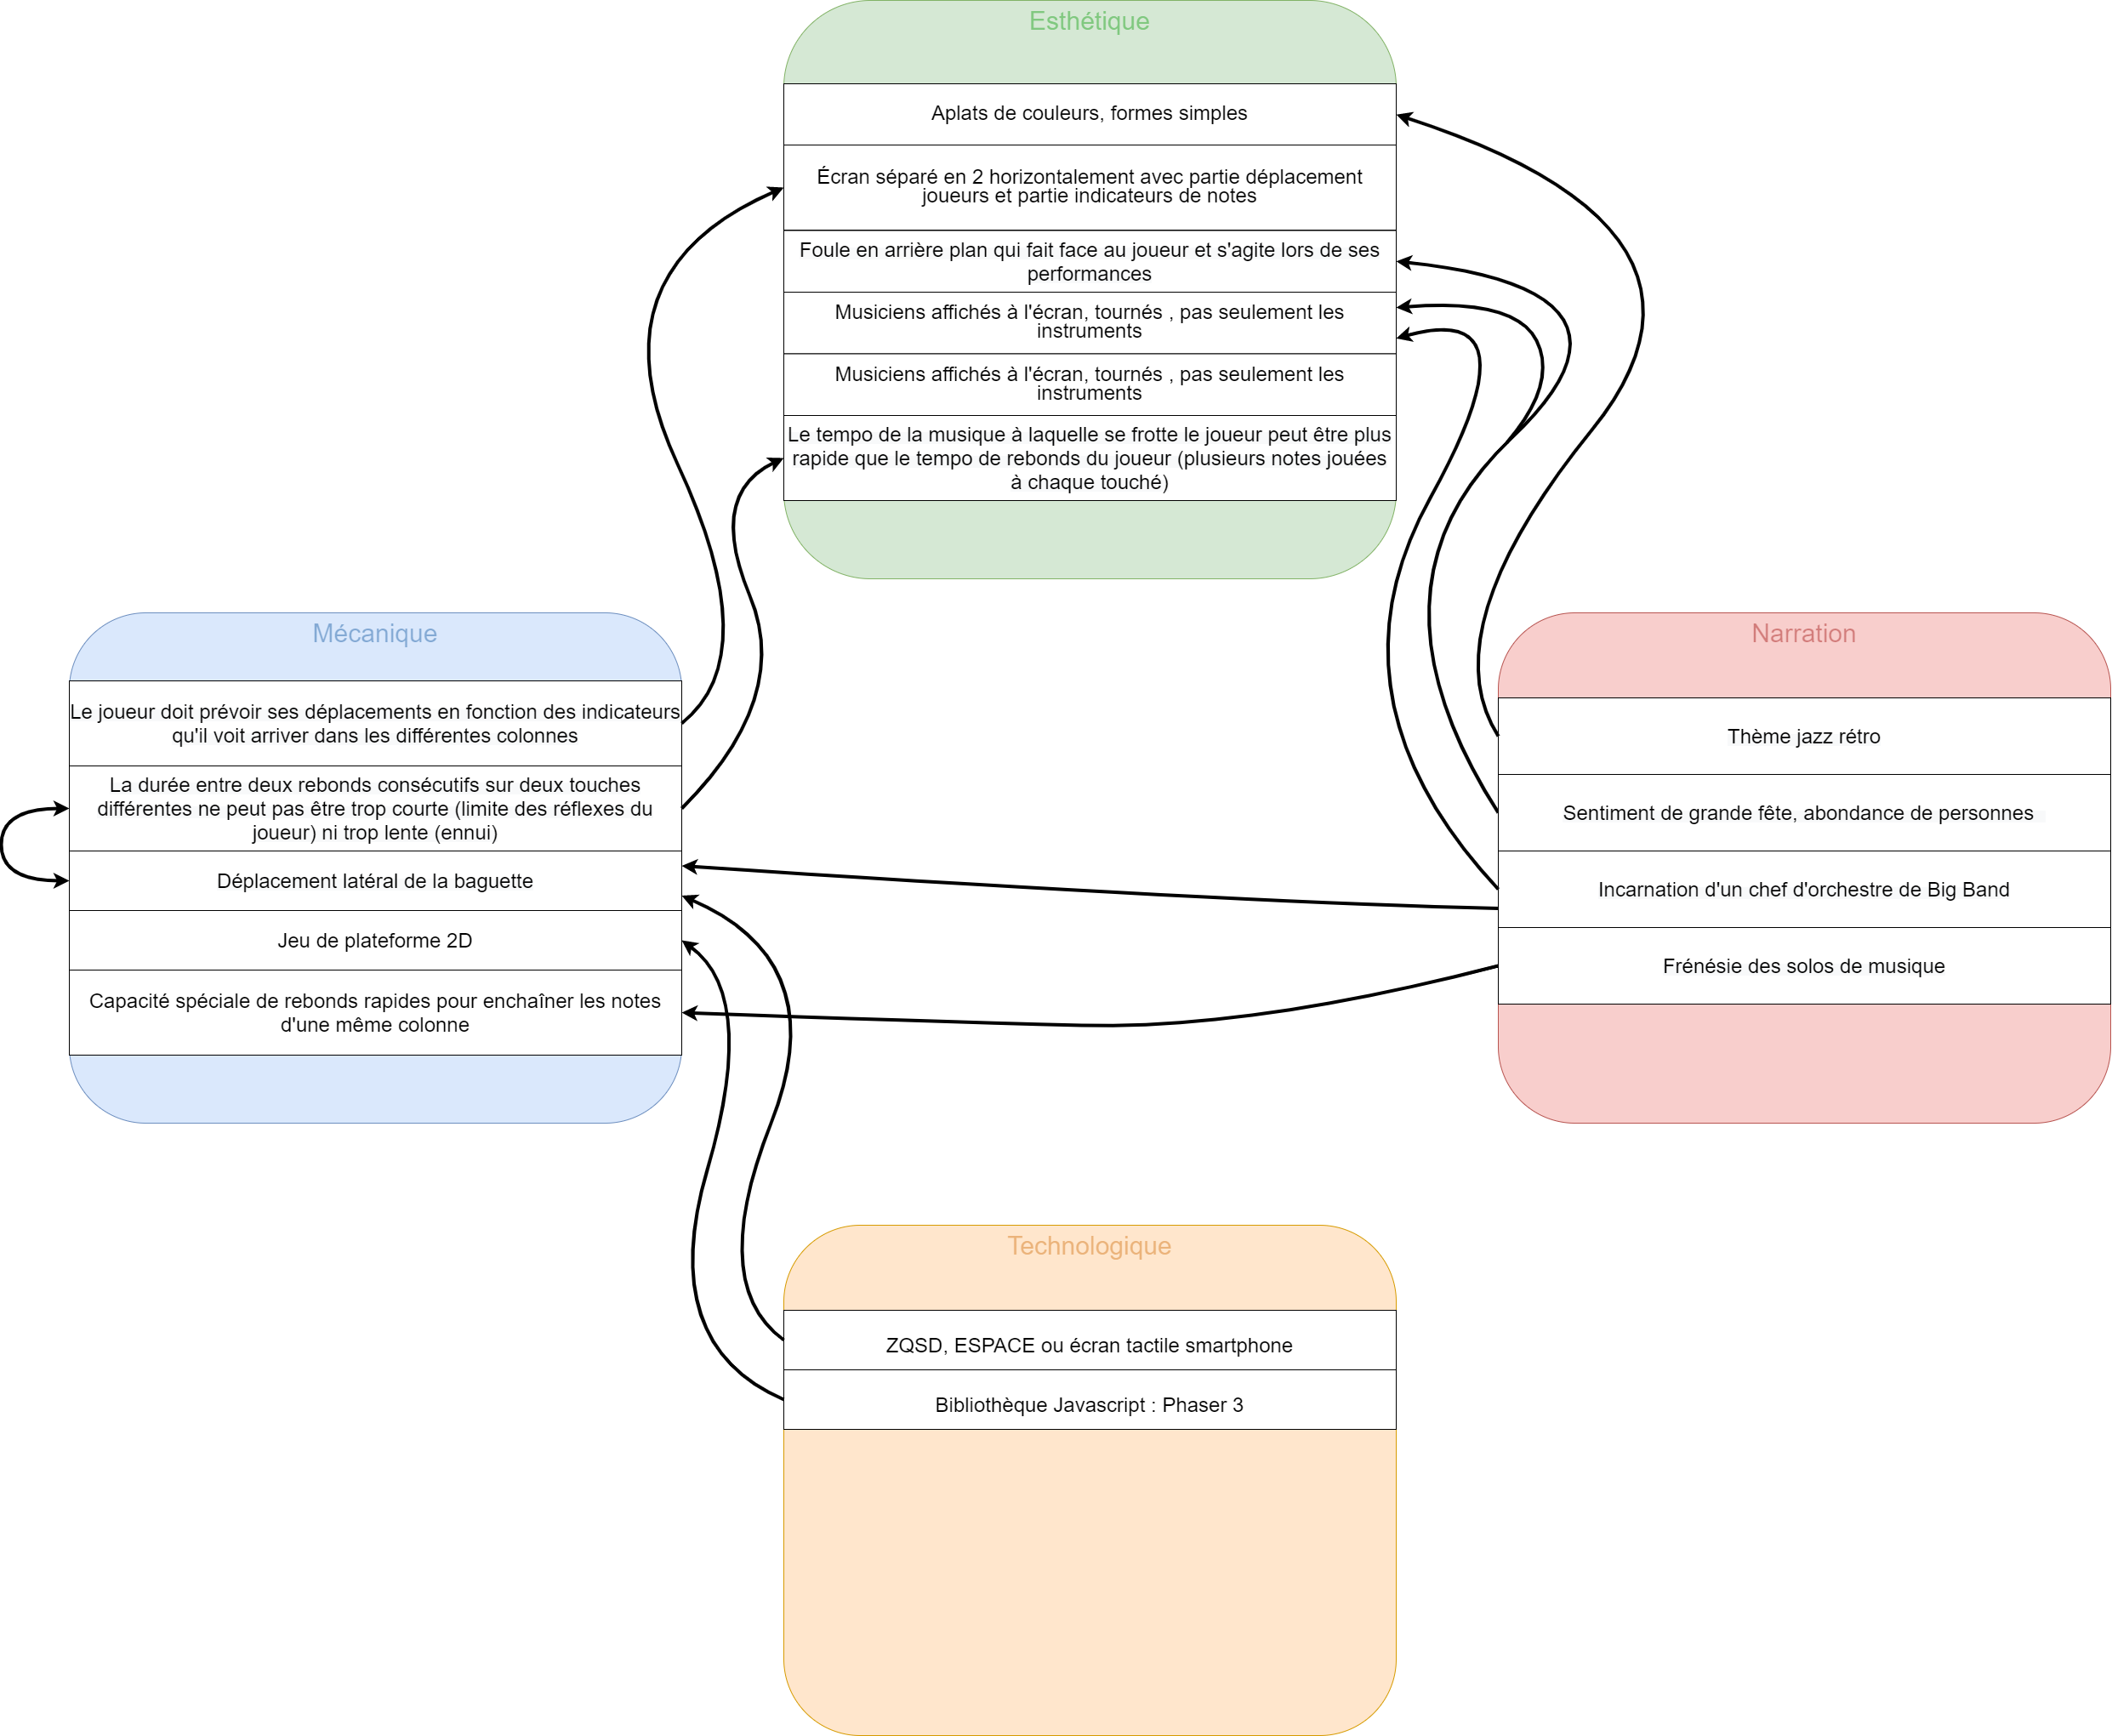 Esthétique
Aplats de couleurs, formes simples
Écran séparé en 2 horizontalement avec partie déplacement
joueurs et partie indicateurs de notes
Foule en arrière plan qui fait face au joueur et s'agite lors de ses
performances
Musiciens affichés à l'écran, tournés , pas seulement les
instruments
Musiciens affichés à l'écran, tournés , pas seulement les
instruments
Le tempo de la musique à laquelle se frotte le joueur peut être plus
rapide que le tempo de rebonds du joueur (plusieurs notes jouées
à chaque touché)
Mécanique
Le joueur doit prévoir ses déplacements en fonction des indicateurs
qu'il voit arriver dans les différentes colonnes
La durée entre deux rebonds consécutifs sur deux touches
différentes ne peut pas être trop courte (limite des réflexes du
joueur) ni trop lente (ennui)
Déplacement latéral de la baguette
Jeu de plateforme 2D
Capacité spéciale de rebonds rapides pour enchaîner les notes
d'une même colonne
Narration
Thème jazz rétro
Sentiment de grande fête, abondance de personnes
Incarnation d'un chef d'orchestre de Big Band
Frénésie des solos de musique
Technologique
ZQSD, ESPACE ou écran tactile smartphone
Bibliothèque Javascript : Phaser 3